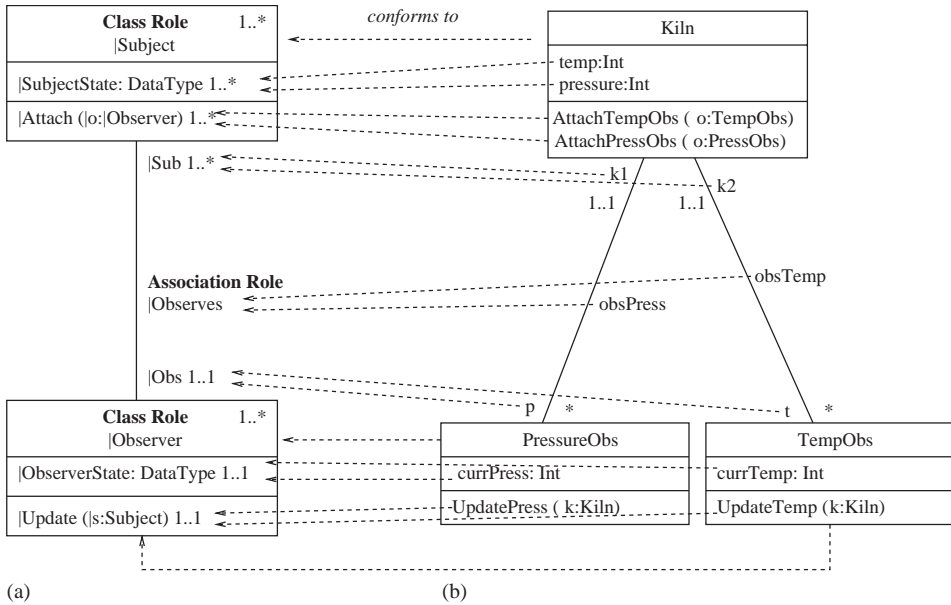 Class Role 1..*
|Subject
|SubjectState: DataType 1..*
|Attach (|o:|Observer) 1..*
conforms to
Kiln
temp:Int
pressure:Int
AttachTempObs ( o:TempObs)
AttachPressObs ( o:PressObs)
|Sub 1..*
k1
k2
1..1
1..1
Association Role
|Observes
obsTemp
obsPress
|Obs 1..1
p
*
t
*
Class Role 1..*
|Observer
|ObserverState: DataType 1..1
|Update (|s:Subject) 1..1
PressureObs
currPress: Int
UpdatePress ( k:Kiln)
TempObs
currTemp: Int
UpdateTemp (k:Kiln)
(a)
(b)